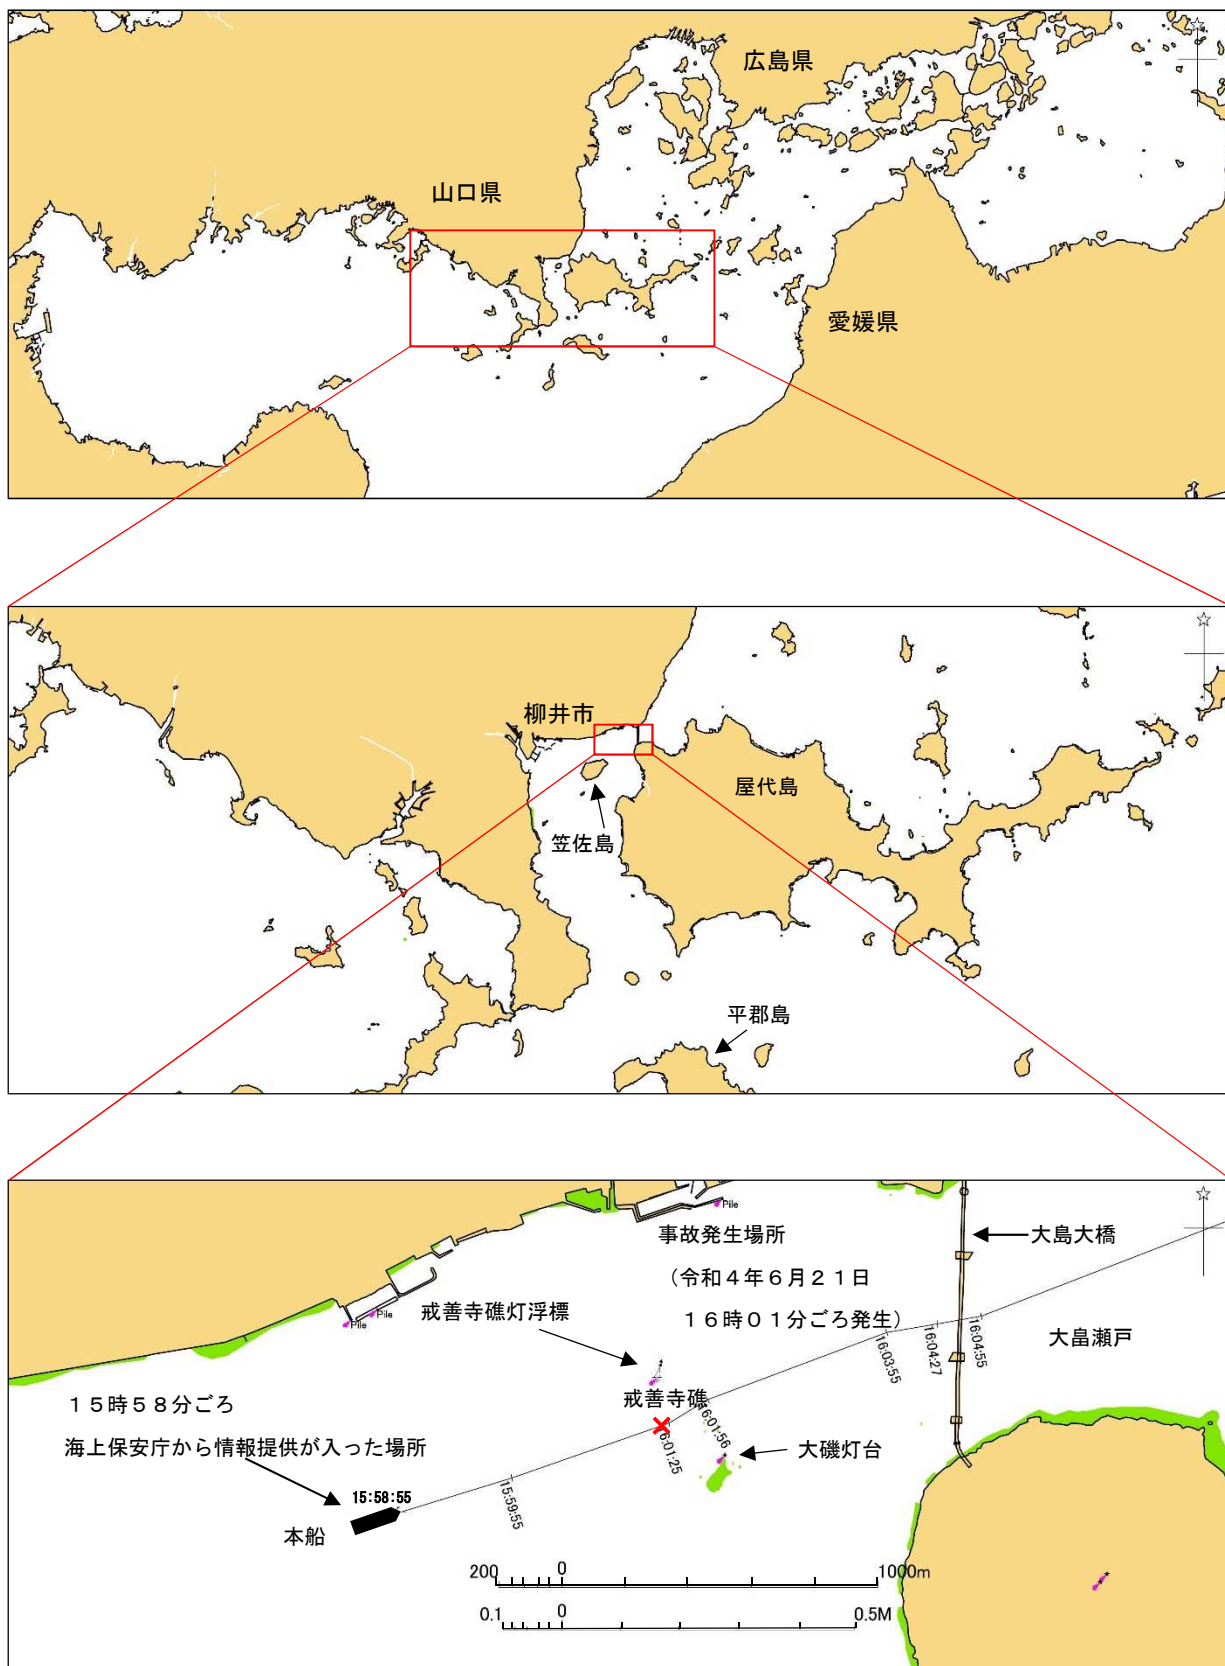 広島県
山口県
愛媛県
柳井市
屋代島
笠佐島
平郡島
Pile
事故発生場所
大島大橋
(令和4年6月21日
Pile
Pile
戒善寺礁灯浮標
16時01分ごろ発生)
大畠瀬戸
16:03:55
16:04:27
16:04:55
戒善寺礁
15時58分ごろ
16:01:56
海上保安庁から情報提供が入った場所
16:01:25
大磯灯台
15:58:55
15:59:55
本船
200 0 1000m
0.1 0 0.5M